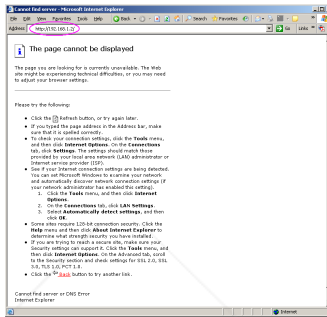 Cannot find server - Microsoft Internet Explorer
File Edit View Favorites Tools Help Back Search Favorites
Address http://192.168.1.2/ Go Links
The page cannot be displayed
The page you are looking for is currently unavailable. The Web
site might be experiencing technical difficulties, or you may need
to adjust your browser settings.
Please try the following:
Click the Refresh button, or try again later.
If you typed the page address in the Address bar, make
sure that it is spelled correctly.
To check your connection settings, click the Tools menu,
and then click Internet Options. On the Connections
tab, click Settings. The settings should match those
provided by your local area network (LAN) administrator or
Internet service provider (ISP).
See if your Internet connection settings are being detected.
You can set Microsoft Windows to examine your network
and automatically discover network connection settings (if
your network administrator has enabled this setting).
1. Click the Tools menu, and then click Internet
Options.
2. On the Connections tab, click LAN Settings.
3. Select Automatically detect settings, and then
click OK.
Some sites require 128-bit connection security. Click the
Help menu and then click About Internet Explorer to
determine what strength security you have installed.
If you are trying to reach a secure site, make sure your
Security settings can support it. Click the Tools menu, and
then click Internet Options. On the Advanced tab, scroll
to the Security section and check settings for SSL 2.0, SSL
3.0, TLS 1.0, PCT 1.0.
Click the Back button to try another link.
Cannot find server or DNS Error
Internet Explorer
Internet